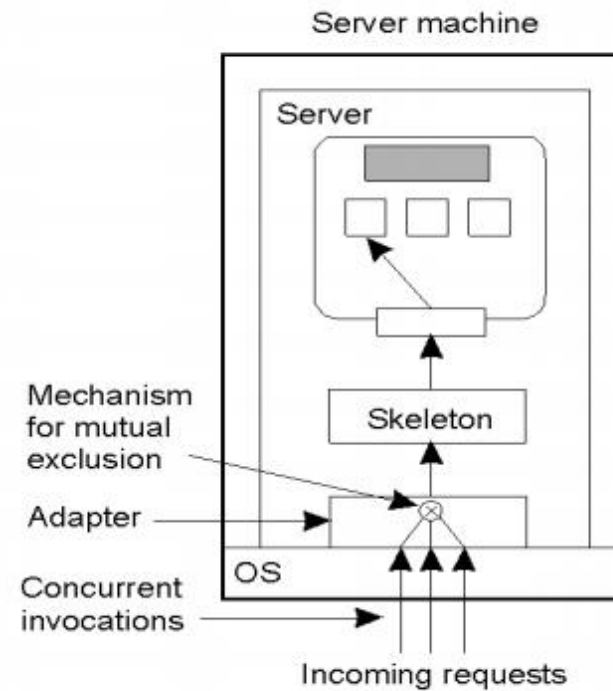 Server machine
Server
Mechanism
for mutual
exclusion
Skeleton
Adapter
OS
Concurrent
invocations
Incoming requests